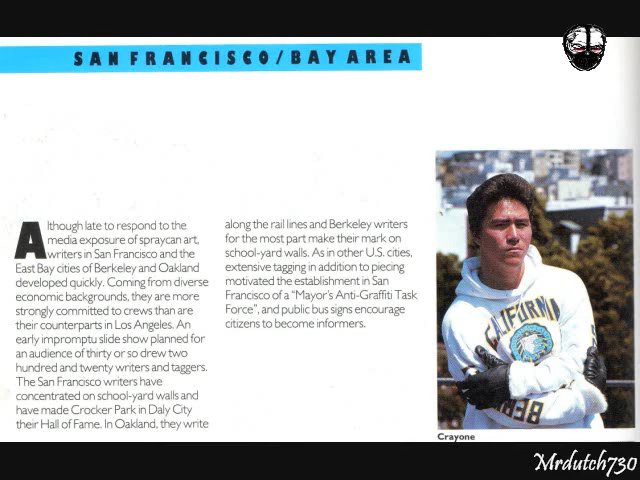 SAN FRANCISCO/BAY AREA
Although late to respond to the
media exposure of spraycan art,
writers in San Francisco and the
East Bay cities of Berkeley and Oakland
developed quickly. Coming from diverse
economic backgrounds, they are more
strongly committed to crews than are
their counterparts in Los Angeles. An
early impromptu slide show planned for
an audience of thirty or so drew two
hundred and twenty writers and taggers.
The San Francisco writers have
concentrated on school-yard walls and
have made Crocker Park in Daly City
their Hall of Fame. In Oakland, they write
along the rail lines and Berkeley writers
for the most part make their mark on
school-yard walls. As in other U.S. cities,
extensive tagging in addition to piecing
motivated the establishment in San
Francisco of a "Mayor's Anti-Graffiti Task
Force", and public bus signs encourage
citizens to become informers.
CALIFORNIA
BER
Crayone
Mrdutch730